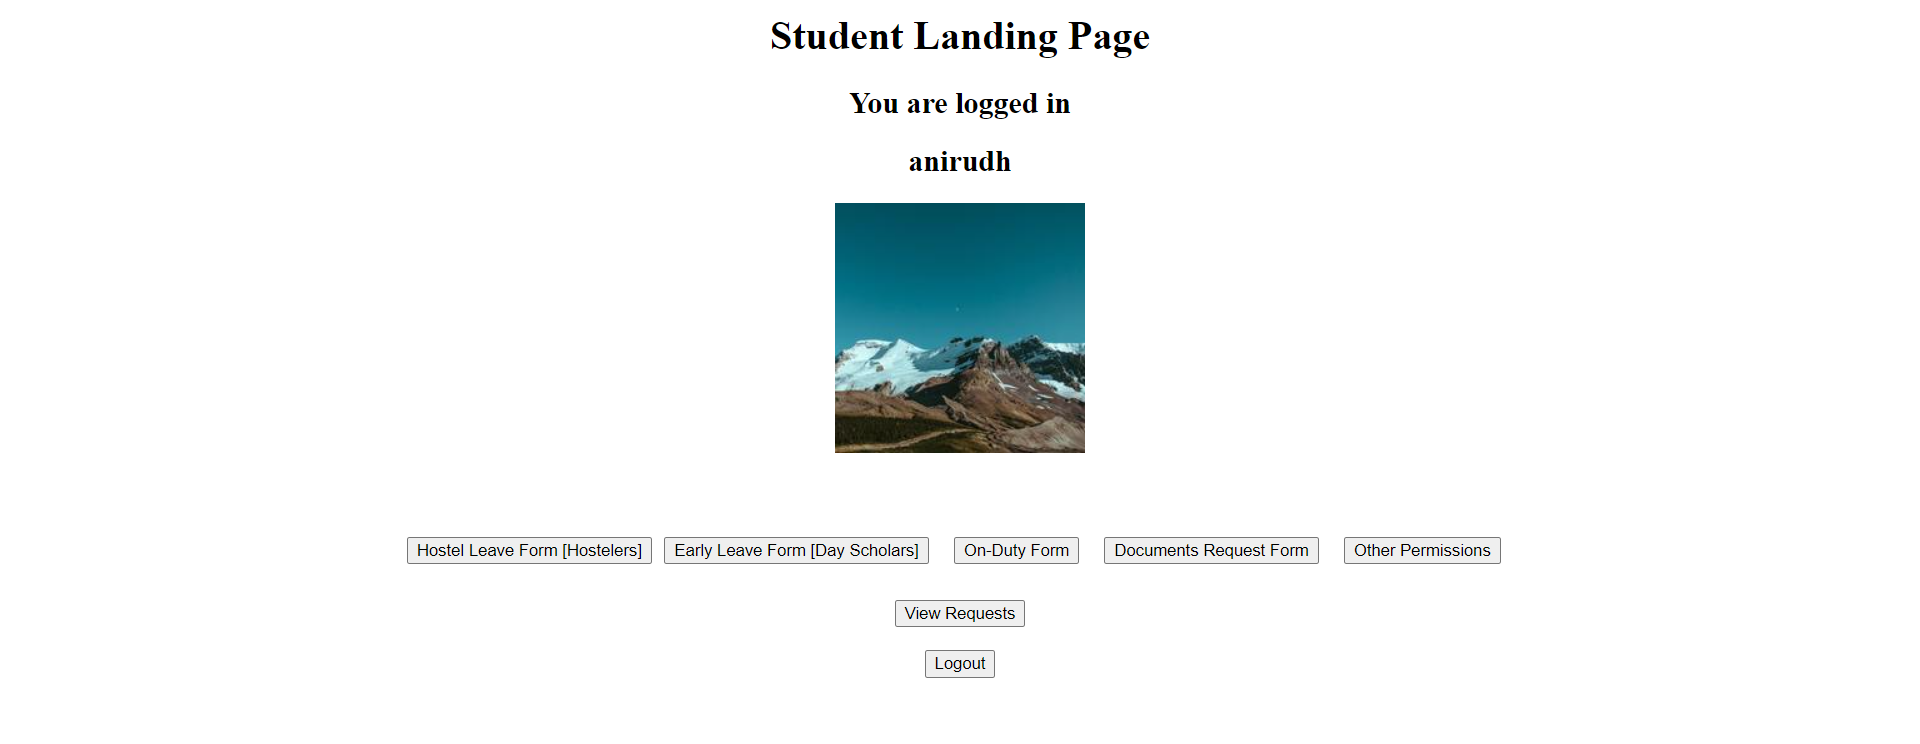 Student Landing Page
You are logged in
anirudh
Hostel Leave Form [Hostelers] Early Leave Form [Day Scholars] On-Duty Form Documents Request Form Other Permissions
View Requests
Logout